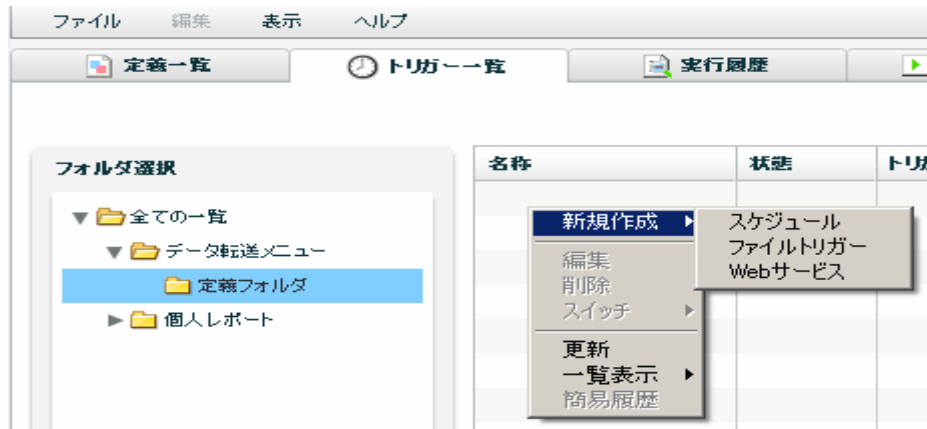 ファイル 編集 表示 ヘルプ
定義一覧 トリガー一覧 実行履歴
フォルダ選択 名称 状態
全ての一覧
データ転送メニュー
定義フォルダ
個人レポート
新規作成
編集
削除
スイッチ
更新
一覧表示
簡易履歴
スケジュール
ファイルトリガー
Webサービス